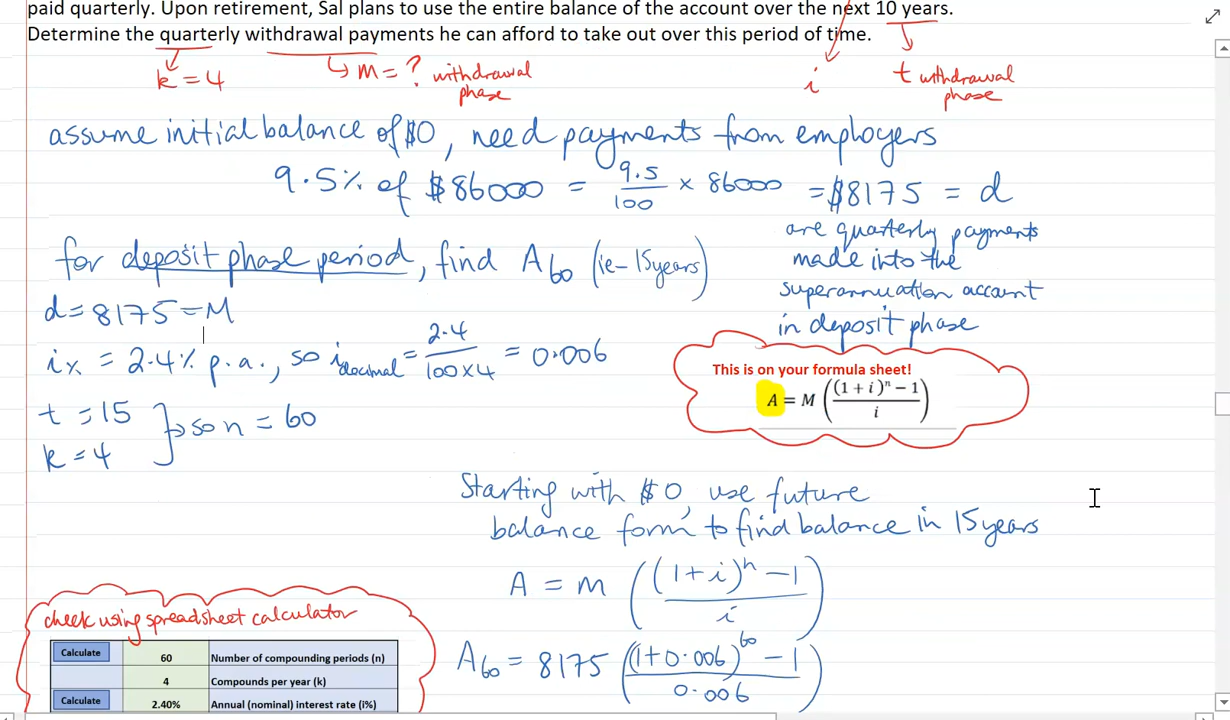 paid quarterly. Upon retirement, Sal plans to use the entire balance of the account over the next 10 years.
Determine the quarterly withdrawal payments he can afford to take out over this period of time.
k = 4
M = ? withdrawal phase
i
t withdrawal phase
assume initial balance of $0, need payments from employers
9.5% of $86000 = 9.5/100 × 86000 = $8175 = d
are quarterly payments
made into the
superannuation account
in deposit phase
for deposit phase period, find A60 (ie – 15 years)
d = 8175 = M
ix = 2.4% p.a., so i decimal = 2.4/(100×4) = 0.006
t = 15
k = 4
so n = 60
This is on your formula sheet!
A = M(((1 + i)^n − 1)/i)
Starting with $0, use future
balance form, to find balance in 15 years
A = M(((1+i)^n − 1)/i)
A60 = 8175(((1+0.006)^60 − 1)/0.006)
check using spreadsheet calculator
Calculate 60 Number of compounding periods (n)
4 Compounds per year (k)
Calculate 2.40% Annual (nominal) interest rate (i%)